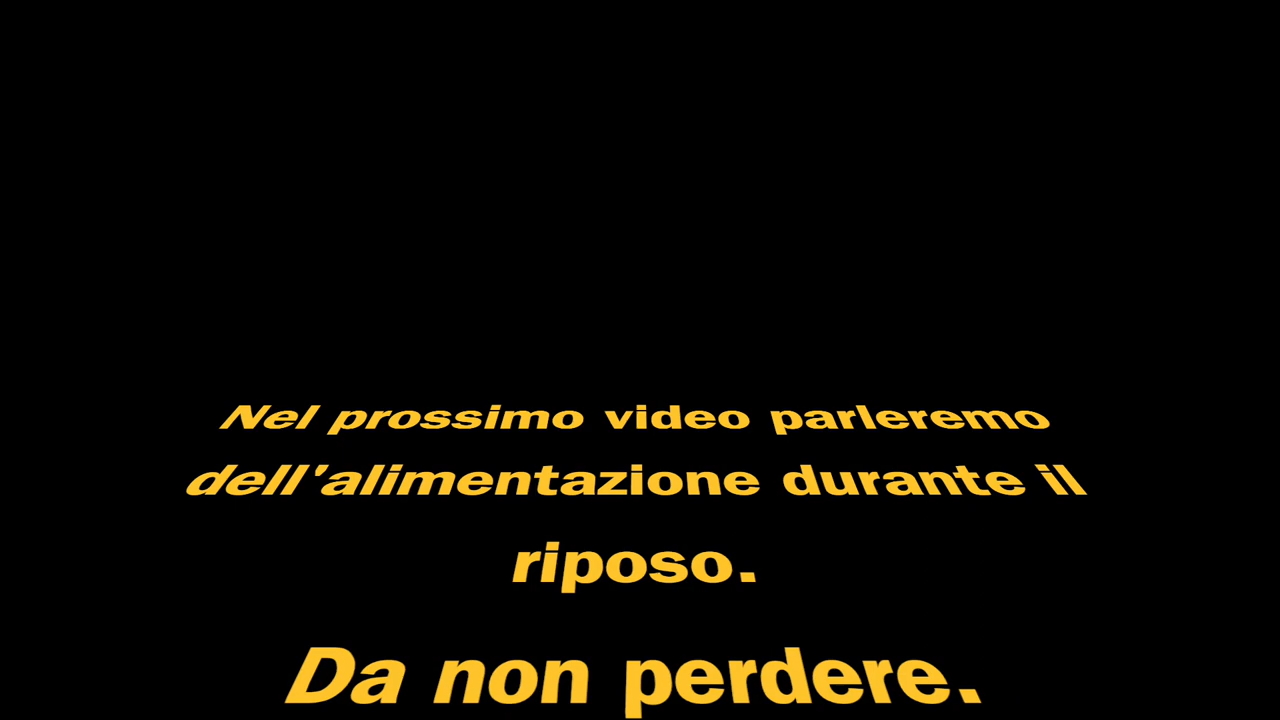 Nel prossimo video parleremo
dell'alimentazione durante il
riposo.
Da non perdere.